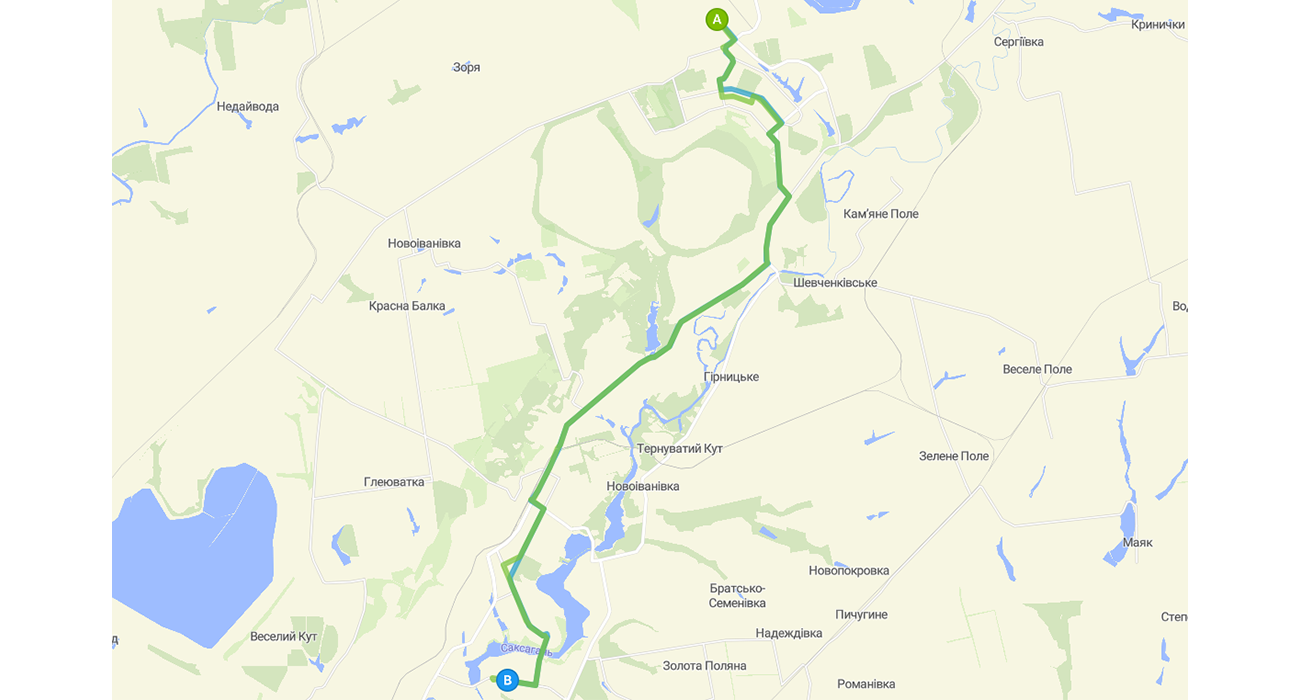 A
Кринички
Сергіївка
Зоря
Недайвода
Кам'яне Поле
Новоіванівка
Шевченківське
Красна Балка
Во
Веселе Поле
Гірницьке
Тернуватий Кут
Зелене Поле
Глеюватка
Новоіванівка
Маяк
Новопокровка
Братсько-
Семенівка
Пичугине
Степ
Надеждівка
Веселий Кут
Саксагань
Золота Поляна
B
Романівка